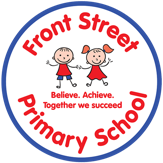 Front Street
Believe. Achieve.
Together we succeed
Primary School